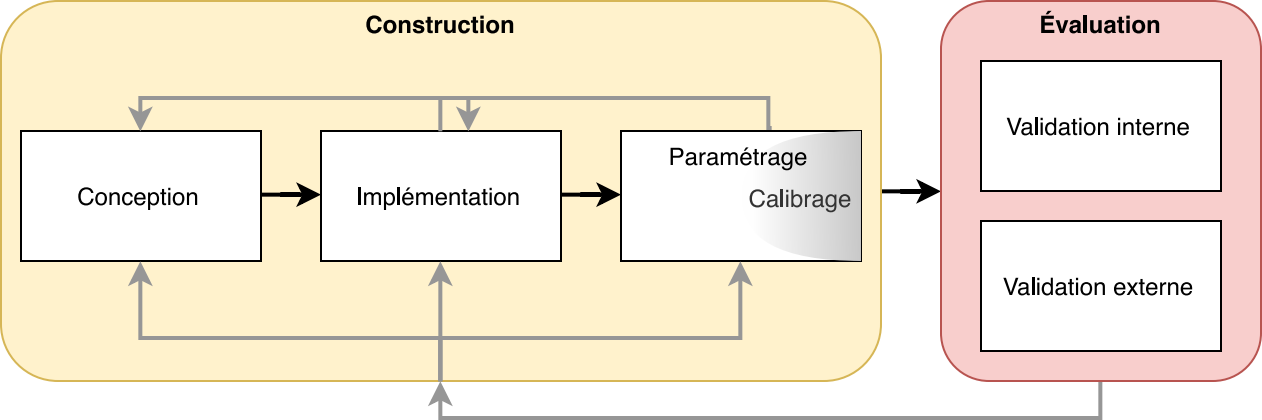 Construction
Conception
Implémentation
Paramétrage
Calibrage
Évaluation
Validation interne
Validation externe